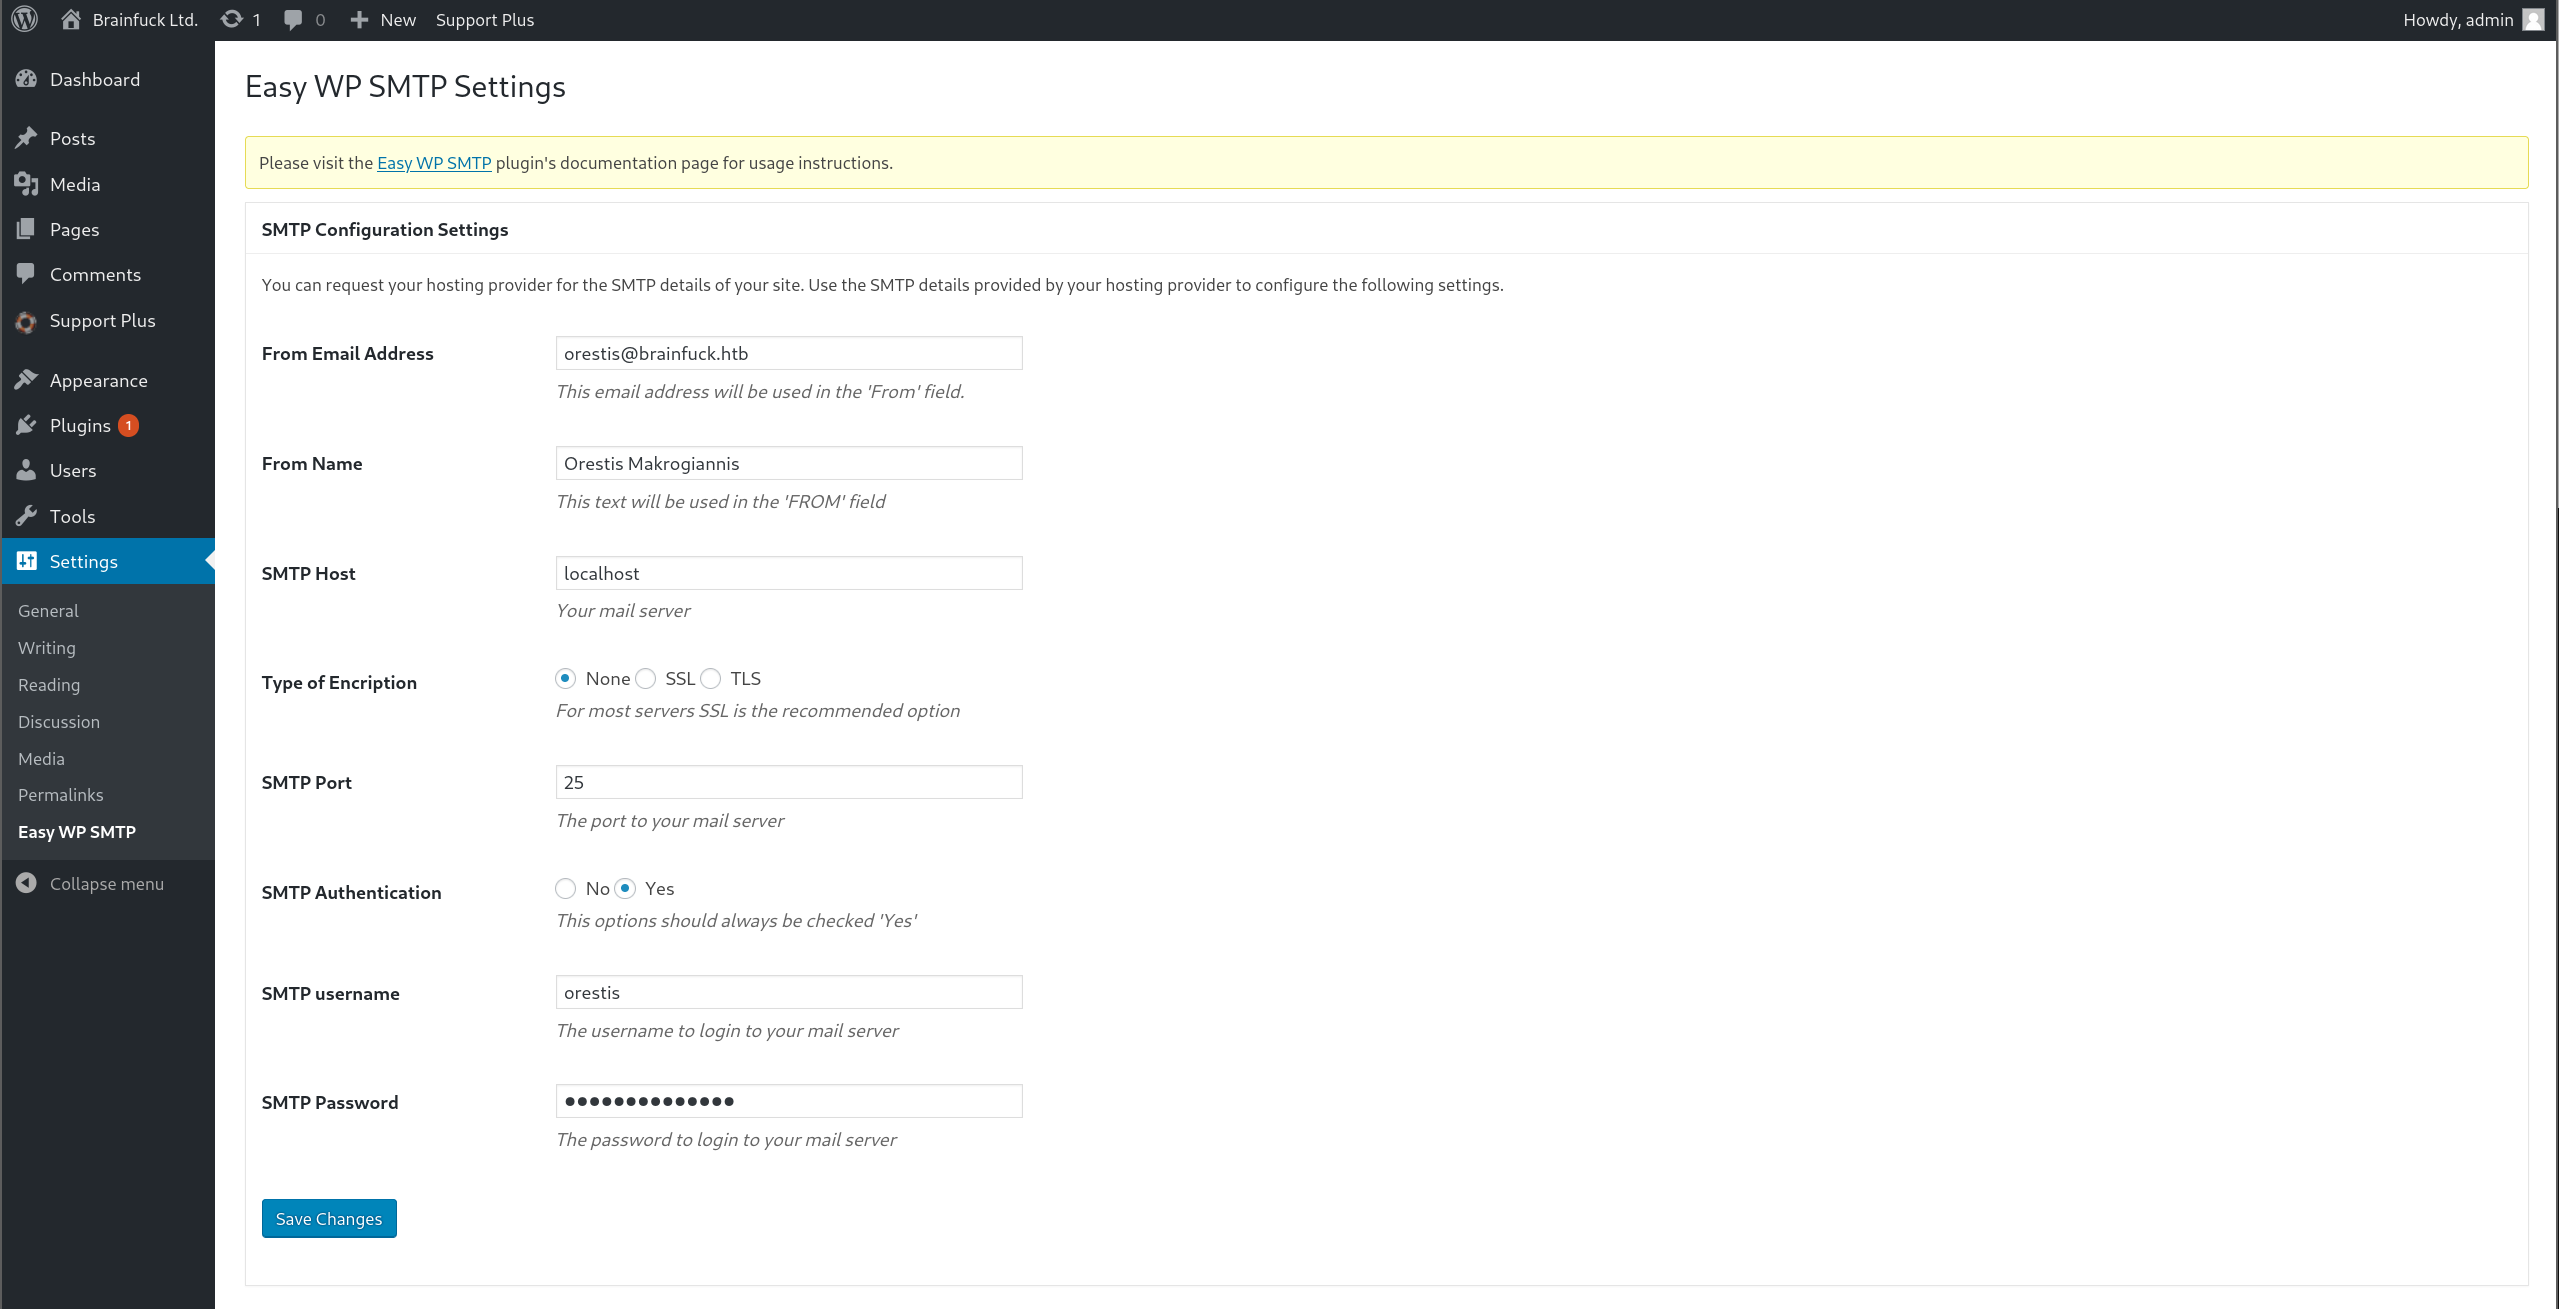 Brainfuck Ltd. 1 0 New Support Plus Howdy, admin
Dashboard
Posts
Media
Pages
Comments
Support Plus
Appearance
Plugins 1
Users
Tools
Settings
General
Writing
Reading
Discussion
Media
Permalinks
Easy WP SMTP
Collapse menu
Easy WP SMTP Settings
Please visit the Easy WP SMTP plugin's documentation page for usage instructions.
SMTP Configuration Settings
You can request your hosting provider for the SMTP details of your site. Use the SMTP details provided by your hosting provider to configure the following settings.
From Email Address orestis@brainfuck.htb
This email address will be used in the 'From' field.
From Name Orestis Makrogiannis
This text will be used in the 'FROM' field
SMTP Host localhost
Your mail server
Type of Encription None SSL TLS
For most servers SSL is the recommended option
SMTP Port 25
The port to your mail server
SMTP Authentication No Yes
This options should always be checked 'Yes'
SMTP username orestis
The username to login to your mail server
SMTP Password ••••••••••••••
The password to login to your mail server
Save Changes